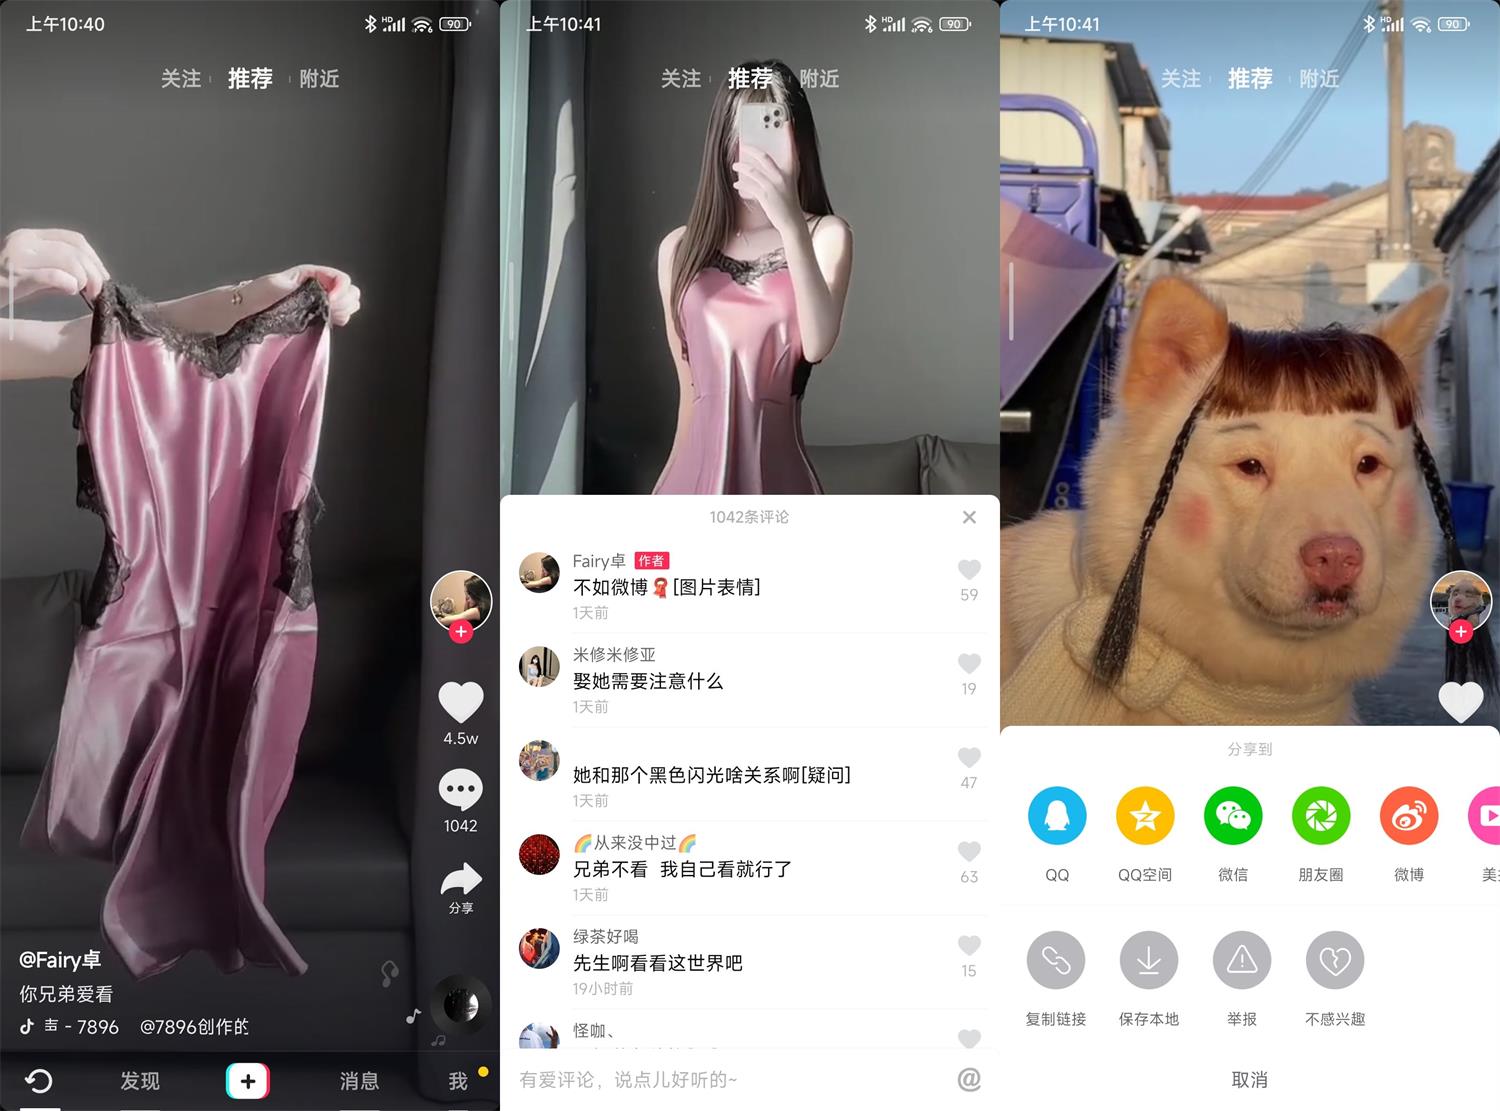 上午10:40
HD
90
关注
推荐
附近
4.5w
1042
分享
@Fairy卓
你兄弟爱看
- 7896 @7896创作的
发现
消息
我
上午10:41
HD
90
关注
推荐
附近
1042条评论
Fairy卓 作者
不如微博🧣[图片表情]
1天前
59
米修米修亚
娶她需要注意什么
1天前
19
她和那个黑色闪光啥关系啊[疑问]
1天前
47
🌈从来没中过🌈
兄弟不看 我自己看就行了
1天前
63
绿茶好喝
先生啊看看这世界吧
19小时前
15
怪咖、
有爱评论，说点儿好听的~
@
上午10:41
HD
90
关注
推荐
附近
分享到
QQ
QQ空间
微信
朋友圈
微博
复制链接
保存本地
举报
不感兴趣
取消